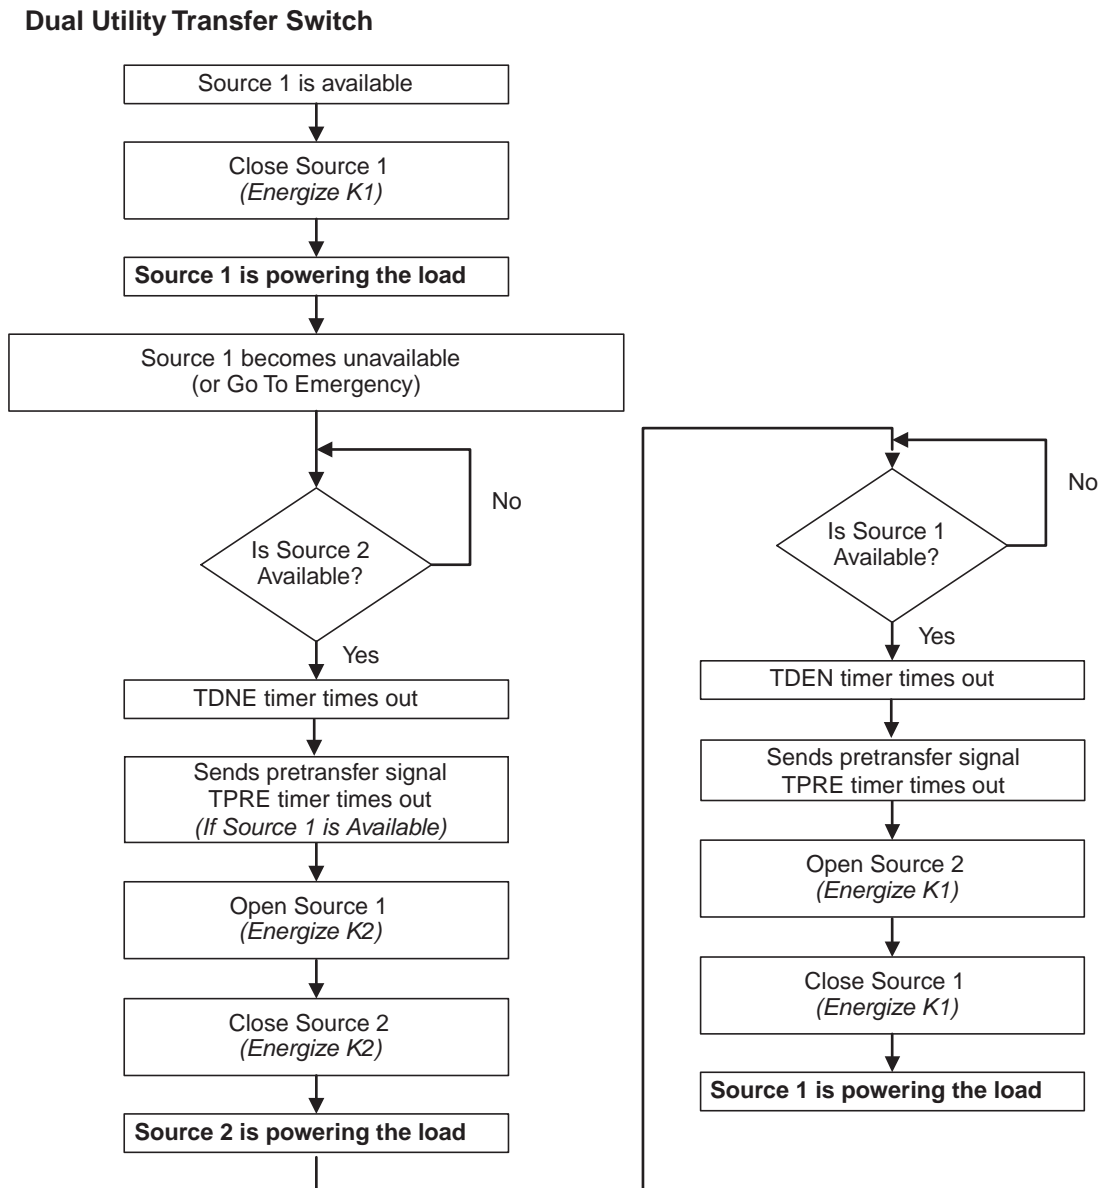 Dual Utility Transfer Switch
Source 1 is available
Close Source 1
(Energize K1)
Source 1 is powering the load
Source 1 becomes unavailable
(or Go To Emergency)
Is Source 2
Available?
No
Yes
TDNE timer times out
Sends pretransfer signal
TPRE timer times out
(If Source 1 is Available)
Open Source 1
(Energize K2)
Close Source 2
(Energize K2)
Source 2 is powering the load
Is Source 1
Available?
No
Yes
TDEN timer times out
Sends pretransfer signal
TPRE timer times out
Open Source 2
(Energize K1)
Close Source 1
(Energize K1)
Source 1 is powering the load